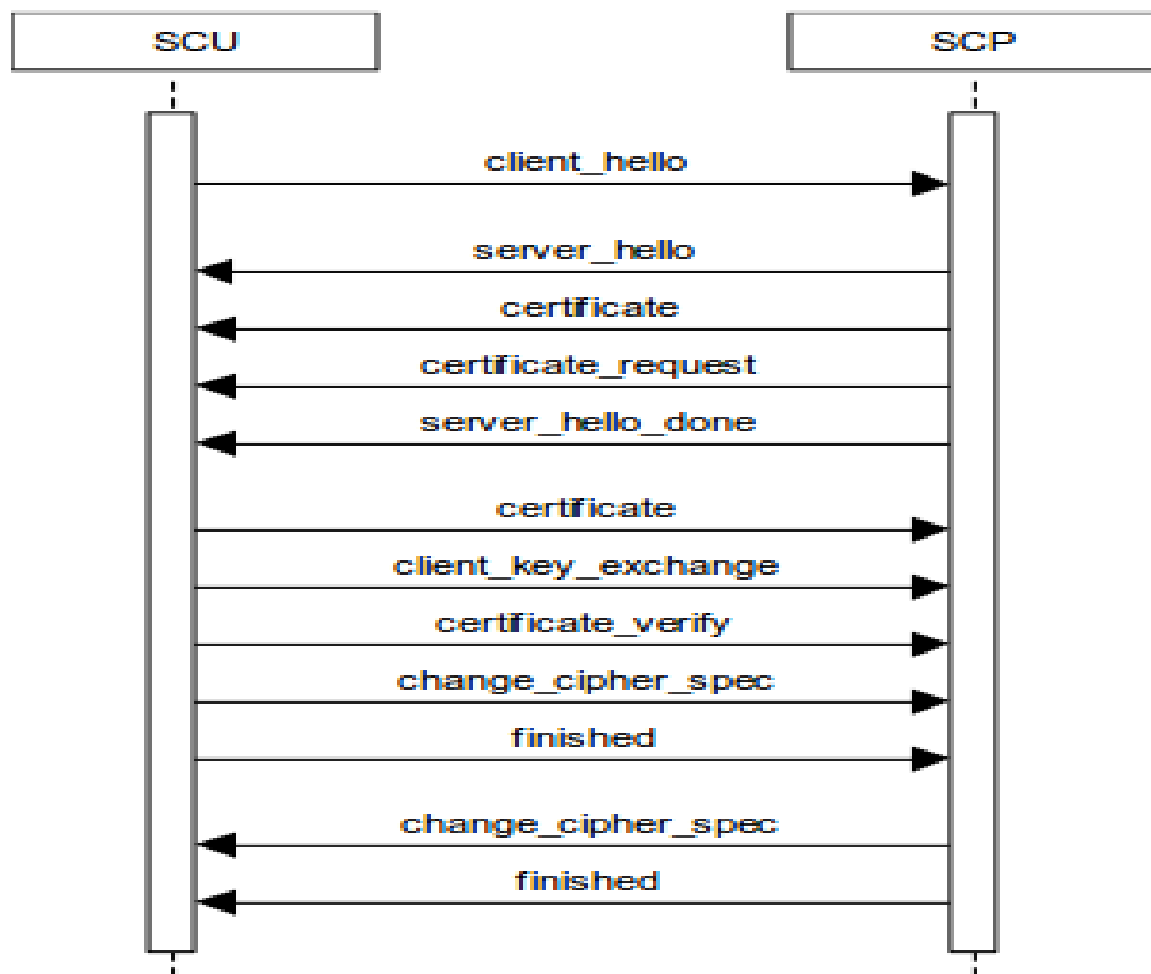 SCU
SCP
client_hello
server_hello
certificate
certificate_request
server_hello_done
certificate
client_key_exchange
certificate_verify
change_cipher_spec
finished
change_cipher_spec
finished